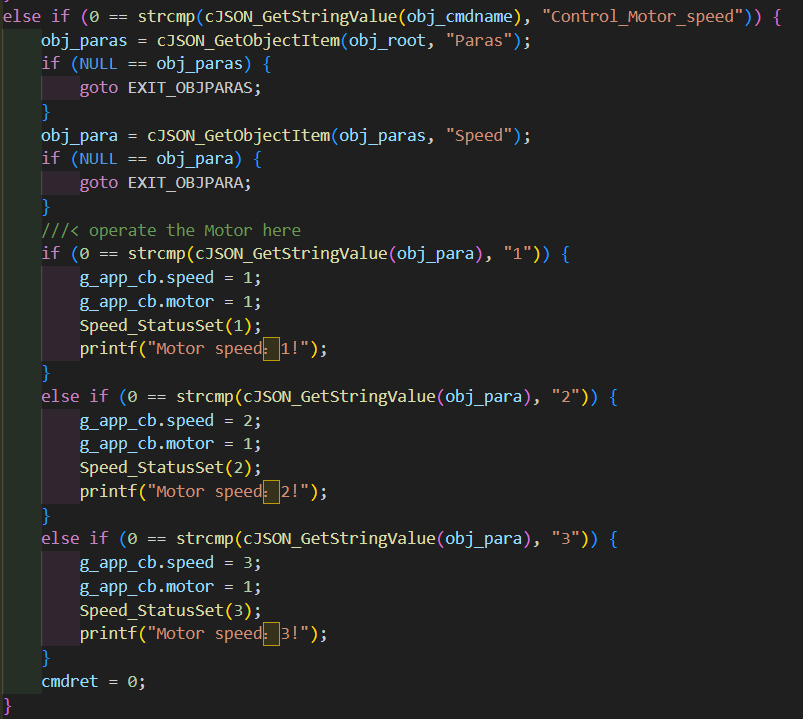 else if (0 == strcmp(cJSON_GetStringValue(obj_cmdname), "Control_Motor_speed")) {
    obj_paras = cJSON_GetObjectItem(obj_root, "Paras");
    if (NULL == obj_paras) {
        goto EXIT_OBJPARAS;
    }
    obj_para = cJSON_GetObjectItem(obj_paras, "Speed");
    if (NULL == obj_para) {
        goto EXIT_OBJPARA;
    }
    ///< operate the Motor here
    if (0 == strcmp(cJSON_GetStringValue(obj_para), "1")) {
        g_app_cb.speed = 1;
        g_app_cb.motor = 1;
        Speed_StatusSet(1);
        printf("Motor speed：1!");
    }
    else if (0 == strcmp(cJSON_GetStringValue(obj_para), "2")) {
        g_app_cb.speed = 2;
        g_app_cb.motor = 1;
        Speed_StatusSet(2);
        printf("Motor speed：2!");
    }
    else if (0 == strcmp(cJSON_GetStringValue(obj_para), "3")) {
        g_app_cb.speed = 3;
        g_app_cb.motor = 1;
        Speed_StatusSet(3);
        printf("Motor speed：3!");
    }
    cmdret = 0;
}